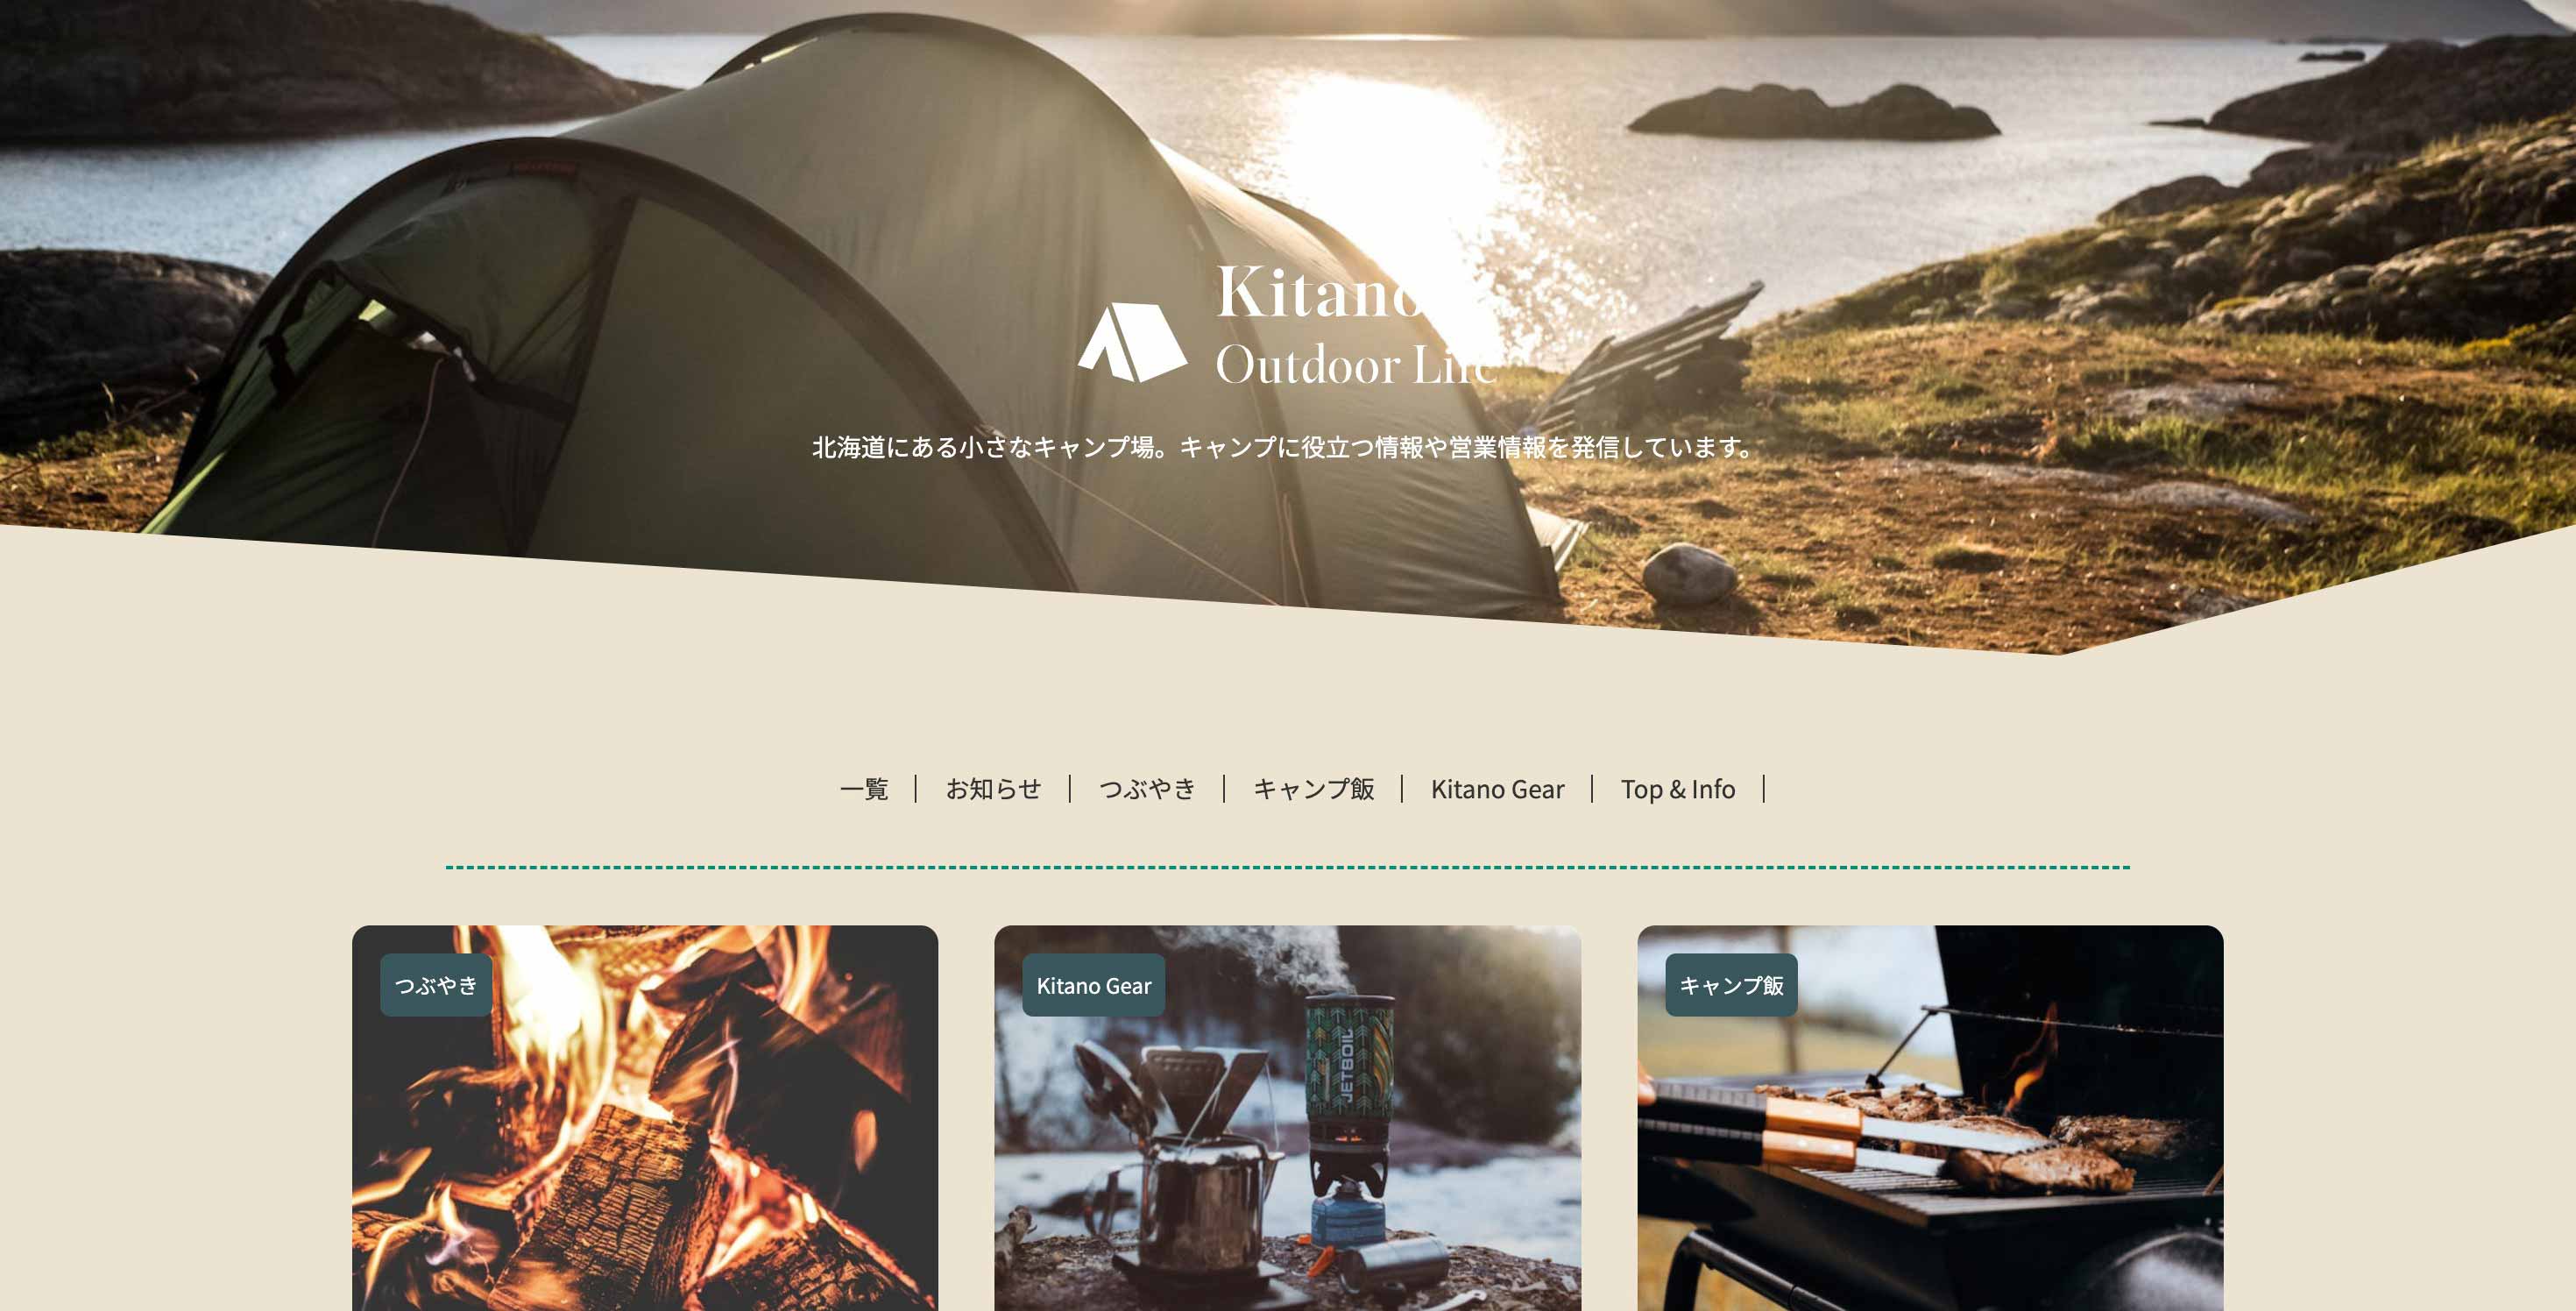 Kitano
Outdoor Life
北海道にある小さなキャンプ場。キャンプに役立つ情報や営業情報を発信しています。
一覧 | お知らせ | つぶやき | キャンプ飯 | Kitano Gear | Top & Info |
つぶやき
Kitano Gear
キャンプ飯
JETBOIL